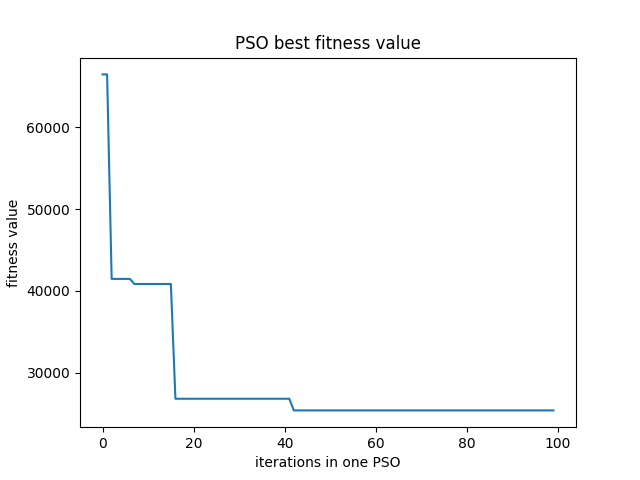 PSO best fitness value
60000
50000
40000
30000
fitness value
0 20 40 60 80 100
iterations in one PSO